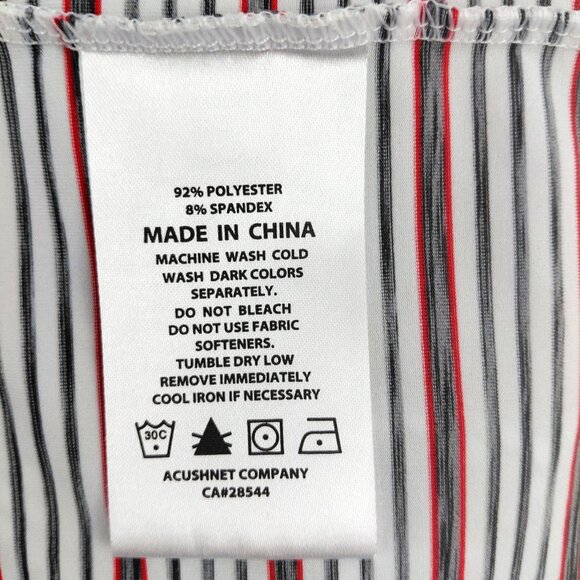 92% POLYESTER
8% SPANDEX
MADE IN CHINA
MACHINE WASH COLD
WASH DARK COLORS
SEPARATELY.
DO NOT BLEACH
DO NOT USE FABRIC
SOFTENERS.
TUMBLE DRY LOW
REMOVE IMMEDIATELY
COOL IRON IF NECESSARY
30C
ACUSHNET COMPANY
CA#28544